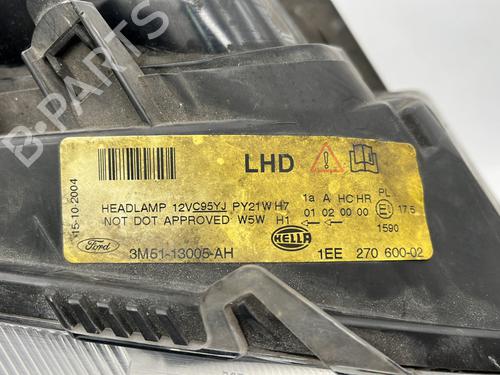 B-PARTS
15-10-2004
LHD
HEADLAMP 12VC95YJ PY21W H7
NOT DOT APPROVED W5W H1
1a A HC HR PL
01 02 00 00 E1 17.5
1590
Ford
3M51-13005-AH
HELLA
1EE 270 600-02